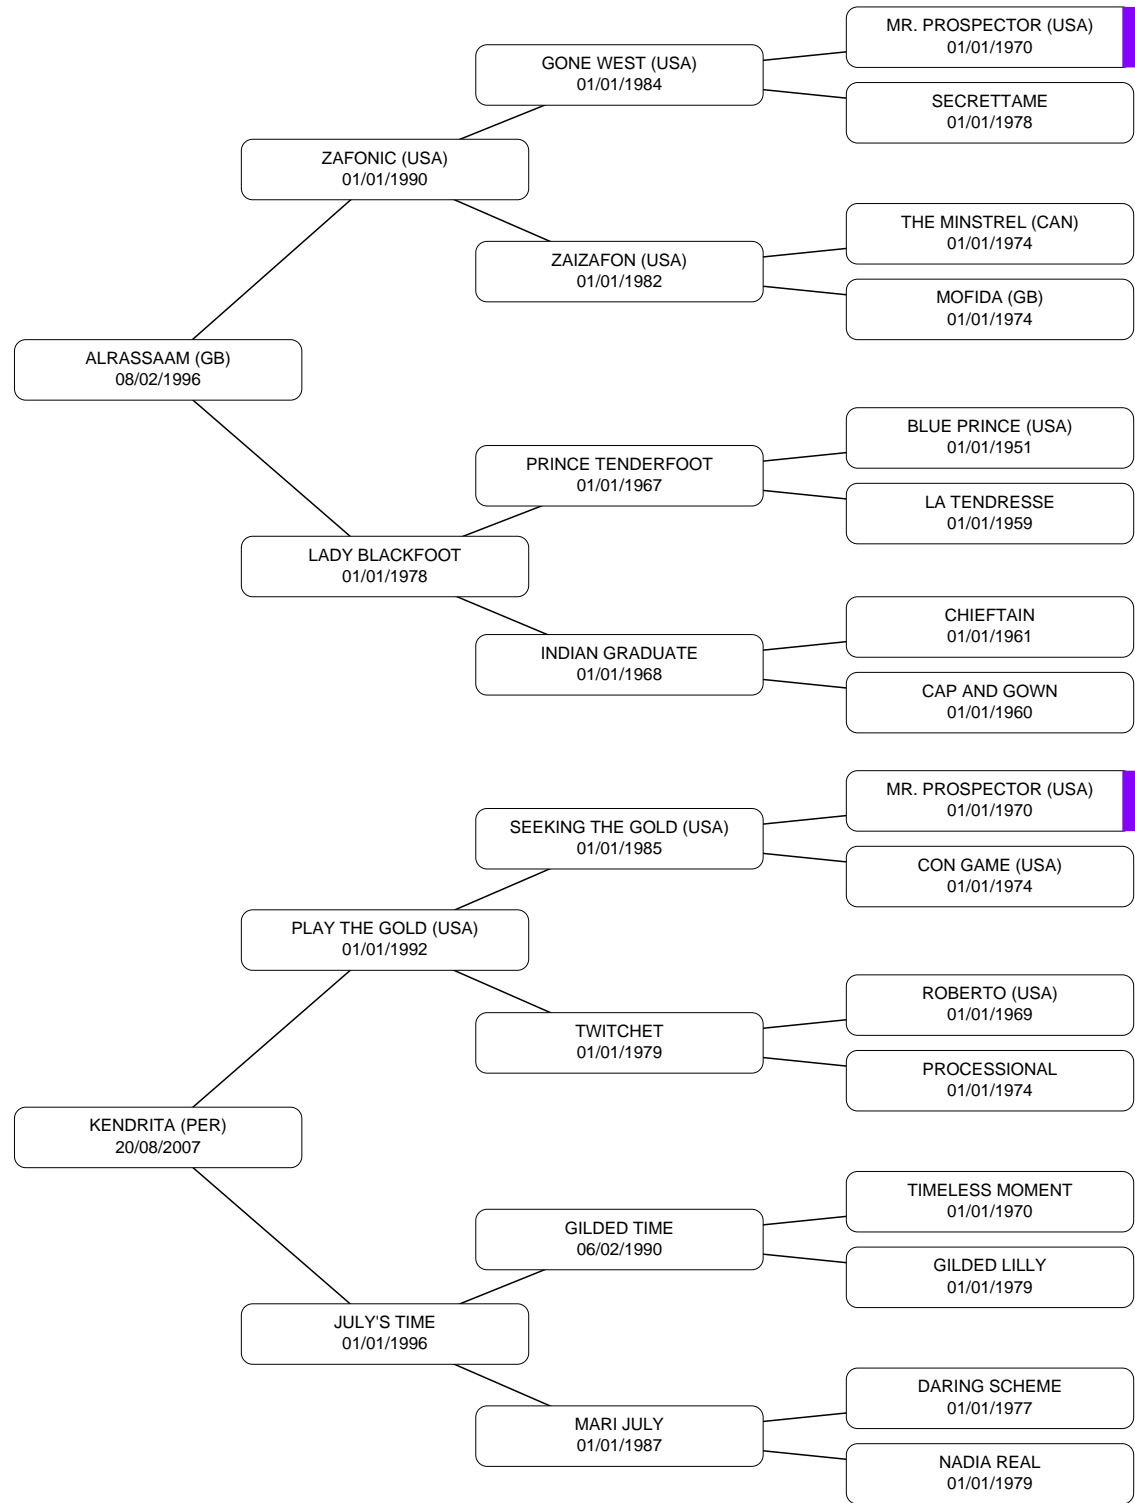 MR. PROSPECTOR (USA)
01/01/1970
GONE WEST (USA)
01/01/1984
SECRETTAME
01/01/1978
ZAFONIC (USA)
01/01/1990
THE MINSTREL (CAN)
01/01/1974
ZAIZAFON (USA)
01/01/1982
MOFIDA (GB)
01/01/1974
ALRASSAAM (GB)
08/02/1996
BLUE PRINCE (USA)
01/01/1951
PRINCE TENDERFOOT
01/01/1967
LA TENDRESSE
01/01/1959
LADY BLACKFOOT
01/01/1978
CHIEFTAIN
01/01/1961
INDIAN GRADUATE
01/01/1968
CAP AND GOWN
01/01/1960
MR. PROSPECTOR (USA)
01/01/1970
SEEKING THE GOLD (USA)
01/01/1985
CON GAME (USA)
01/01/1974
PLAY THE GOLD (USA)
01/01/1992
ROBERTO (USA)
01/01/1969
TWITCHET
01/01/1979
PROCESSIONAL
01/01/1974
KENDRITA (PER)
20/08/2007
TIMELESS MOMENT
01/01/1970
GILDED TIME
06/02/1990
GILDED LILLY
01/01/1979
JULY'S TIME
01/01/1996
DARING SCHEME
01/01/1977
MARI JULY
01/01/1987
NADIA REAL
01/01/1979